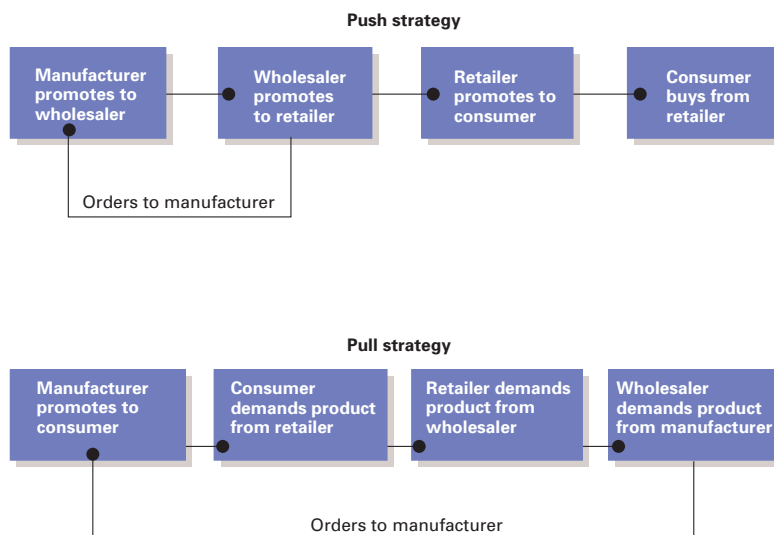 Push strategy
Manufacturer
promotes to
wholesaler
Wholesaler
promotes
to retailer
Retailer
promotes to
consumer
Consumer
buys from
retailer
Orders to manufacturer
Pull strategy
Manufacturer
promotes to
consumer
Consumer
demands product
from retailer
Retailer demands
product from
wholesaler
Wholesaler
demands product
from manufacturer
Orders to manufacturer